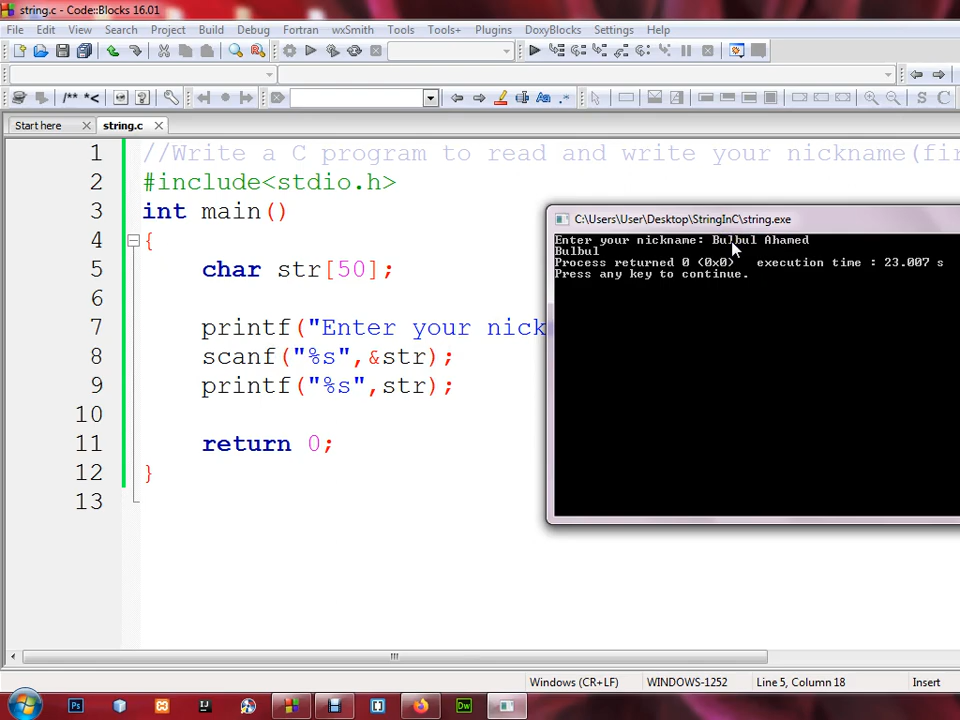 string.c - Code::Blocks 16.01
File Edit View Search Project Build Debug Fortran wxSmith Tools Tools+ Plugins DoxyBlocks Settings Help
/** *<
S C
Start here string.c
1 //Write a C program to read and write your nickname(fir
2 #include<stdio.h>
3 int main()
4 {
5 char str[50];
6
7 printf("Enter your nick
8 scanf("%s",&str);
9 printf("%s",str);
10
11 return 0;
12 }
13
C:\Users\User\Desktop\StringInC\string.exe
Enter your nickname: Bulbul Ahamed
Bulbul
Process returned 0 (0x0) execution time : 23.007 s
Press any key to continue.
Windows (CR+LF) WINDOWS-1252 Line 5, Column 18 Insert
Ps Dw